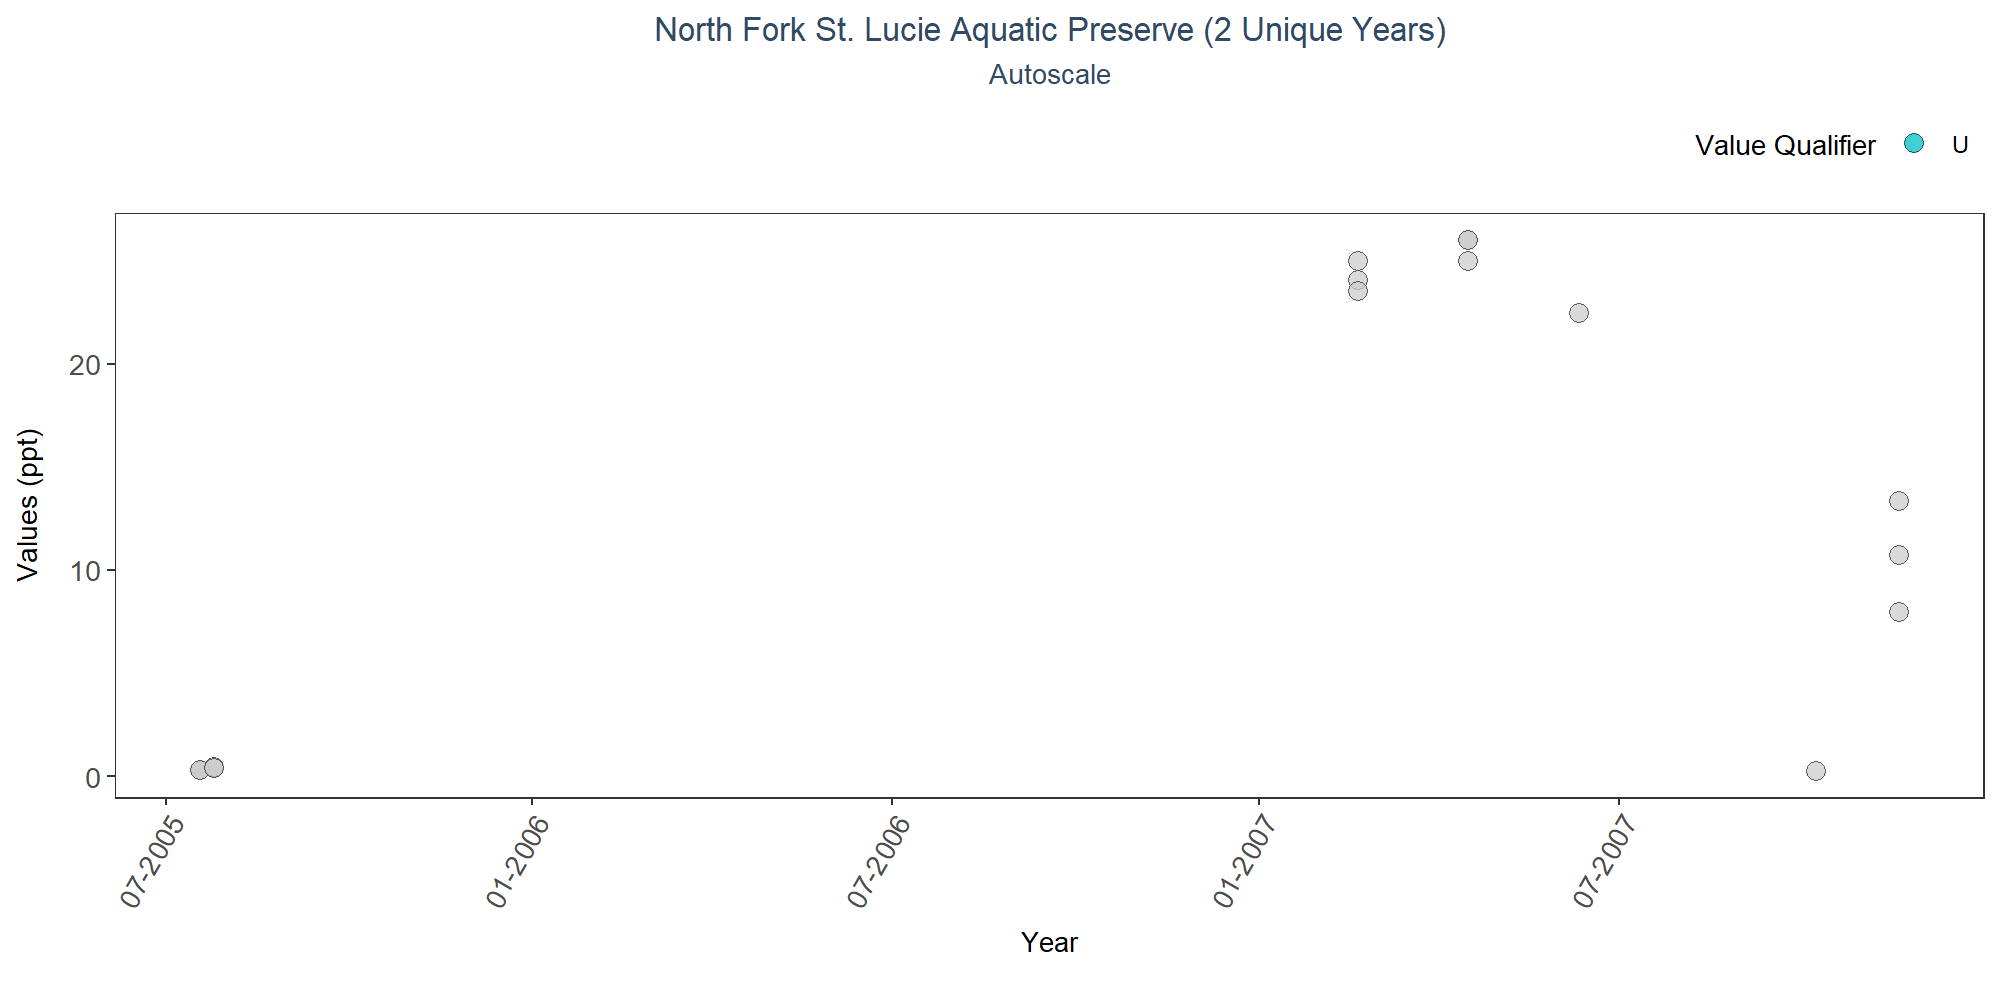 North Fork St. Lucie Aquatic Preserve (2 Unique Years)
Autoscale
Value Qualifier U
Values (ppt)
20
10
0
07-2005 01-2006 07-2006 01-2007 07-2007
Year